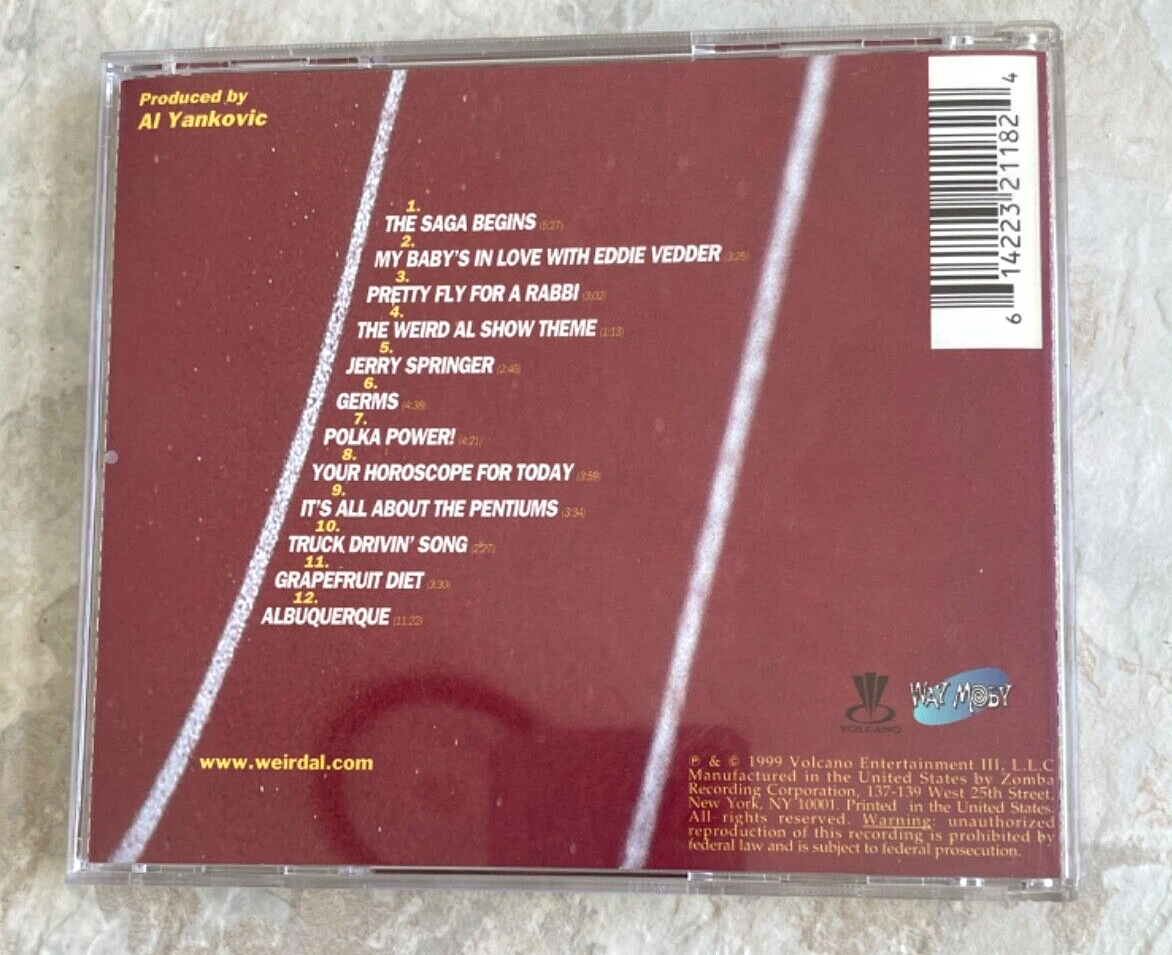 Produced by
Al Yankovic
1.
THE SAGA BEGINS (5:27)
2.
MY BABY'S IN LOVE WITH EDDIE VEDDER (3:25)
3.
PRETTY FLY FOR A RABBI (3:02)
4.
THE WEIRD AL SHOW THEME (1:13)
5.
JERRY SPRINGER (2:46)
6.
GERMS (4:38)
7.
POLKA POWER! (4:21)
8.
YOUR HOROSCOPE FOR TODAY (3:59)
9.
IT'S ALL ABOUT THE PENTIUMS (3:34)
10.
TRUCK DRIVIN' SONG (2:27)
11.
GRAPEFRUIT DIET (3:30)
12.
ALBUQUERQUE (11:22)
6 14223 21182 4
VOLCANO
WAY MOBY
www.weirdal.com
℗ & © 1999 Volcano Entertainment III, L.L.C
Manufactured in the United States by Zomba
Recording Corporation, 137-139 West 25th Street,
New York, NY 10001. Printed in the United States.
All rights reserved. Warning: unauthorized
reproduction of this recording is prohibited by
federal law and is subject to federal prosecution.